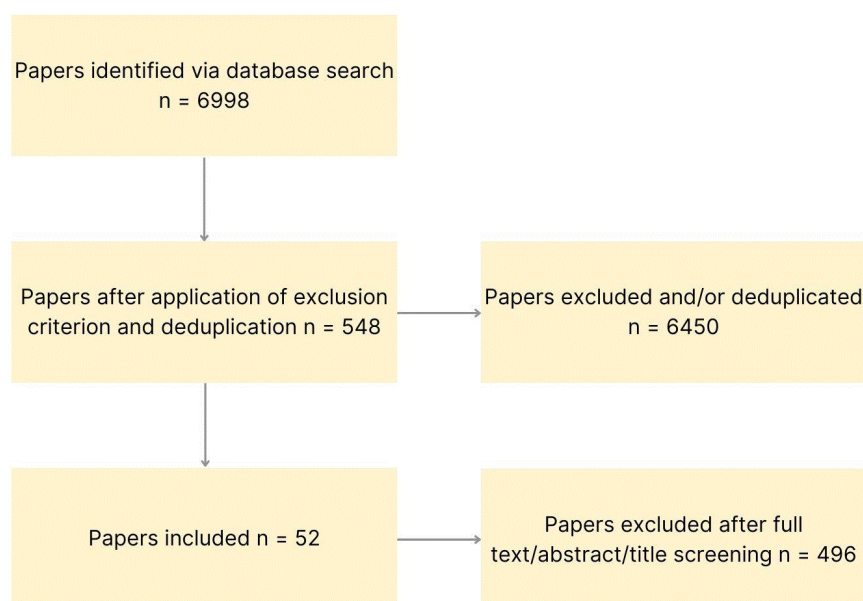 Papers identified via database search
n = 6998
Papers after application of exclusion
criterion and deduplication n = 548
Papers excluded and/or deduplicated
n = 6450
Papers included n = 52
Papers excluded after full
text/abstract/title screening n = 496